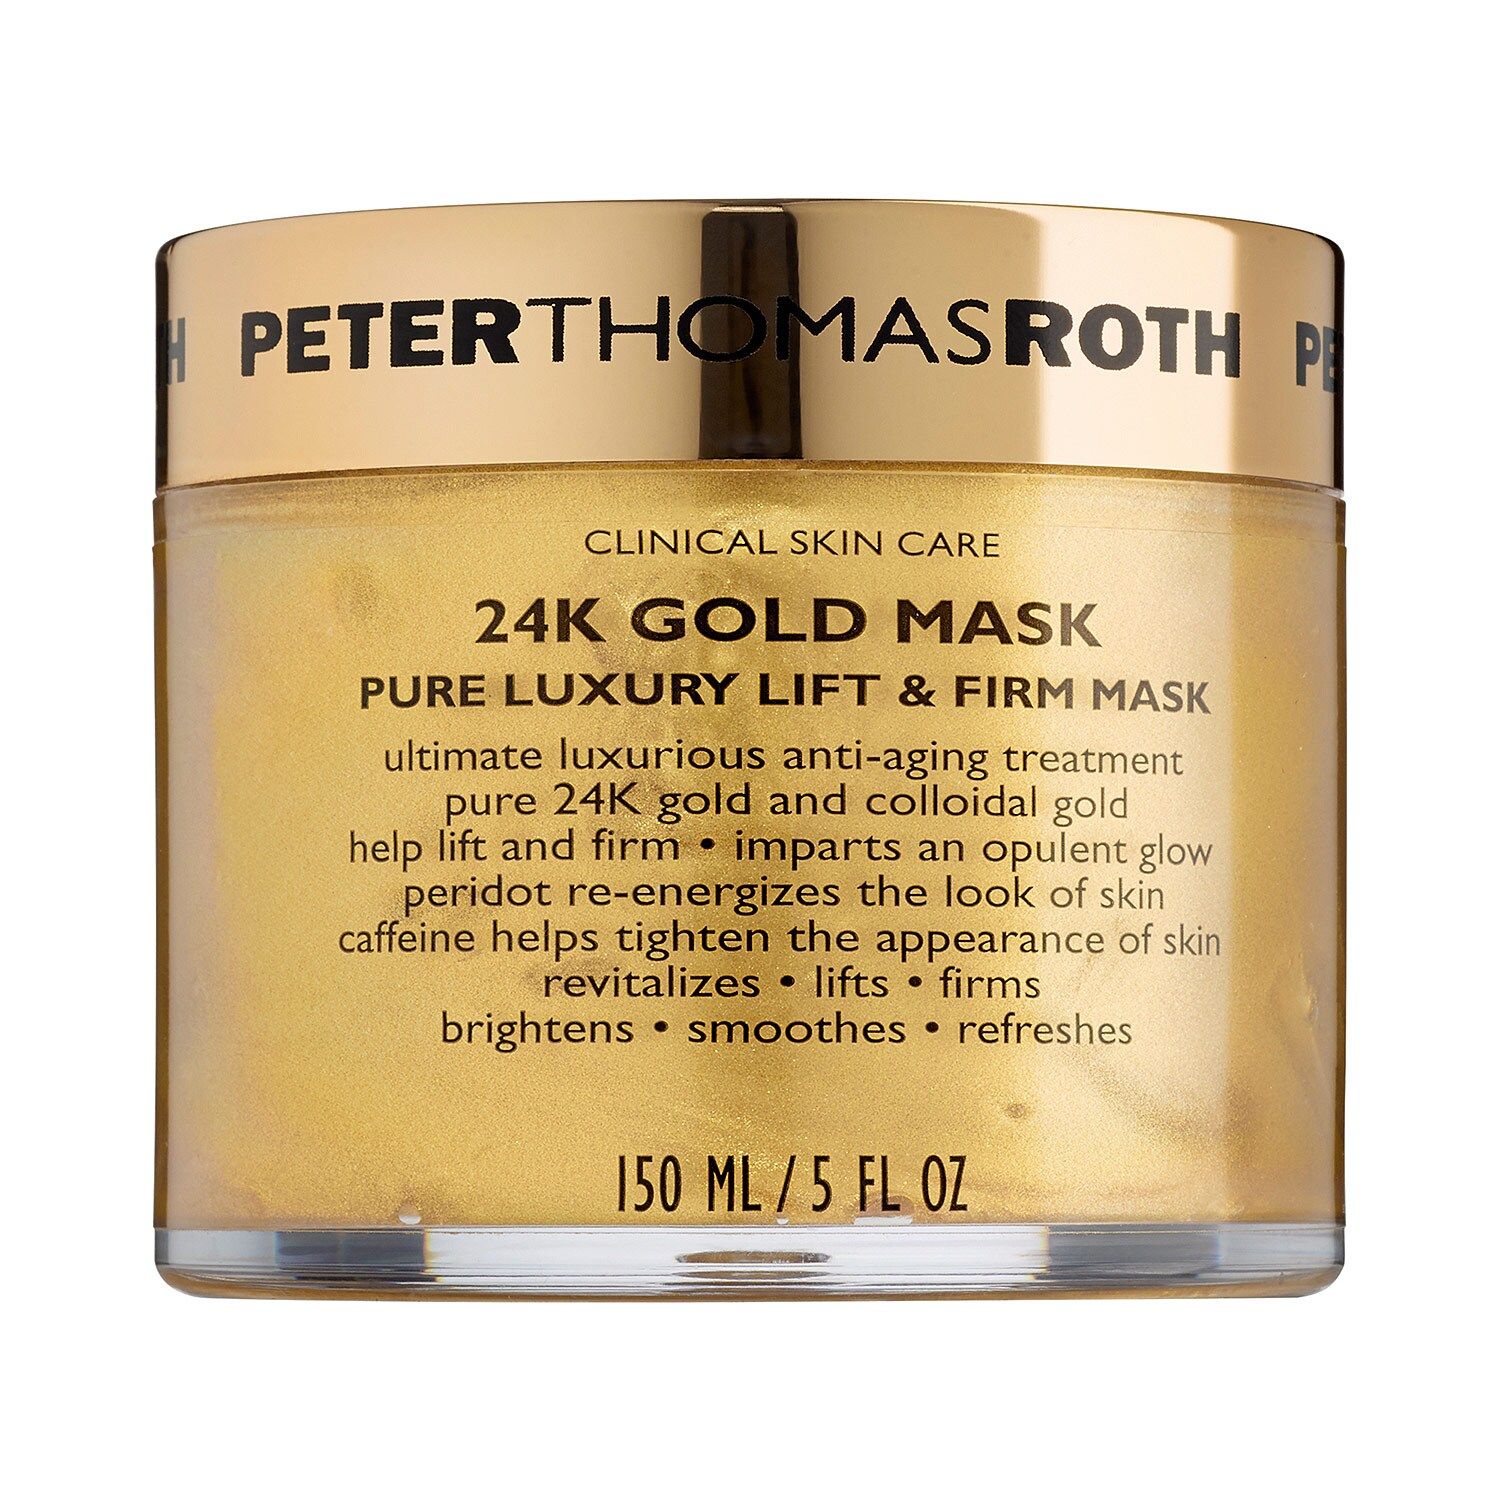 TH PETERTHOMASROTH PE
CLINICAL SKIN CARE
24K GOLD MASK
PURE LUXURY LIFT & FIRM MASK
ultimate luxurious anti-aging treatment
pure 24K gold and colloidal gold
help lift and firm • imparts an opulent glow
peridot re-energizes the look of skin
caffeine helps tighten the appearance of skin
revitalizes • lifts • firms
brightens • smoothes • refreshes
150 ML / 5 FL OZ